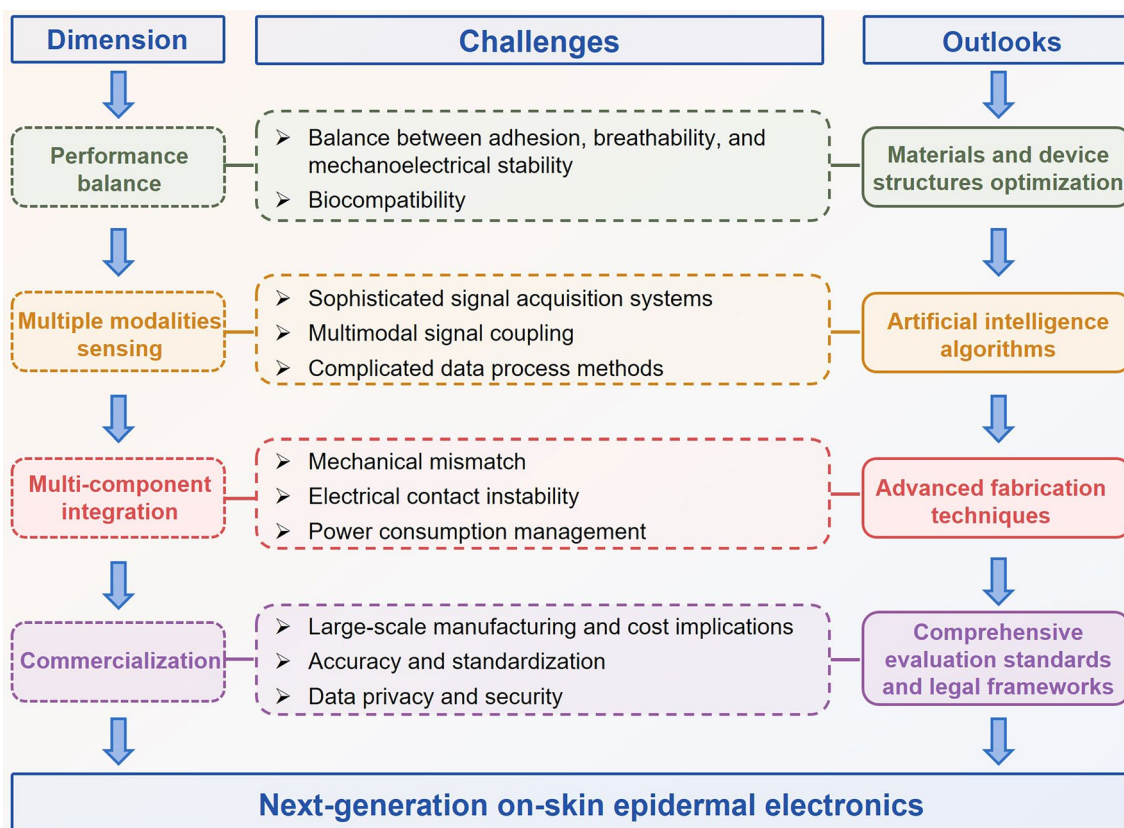 Dimension
Challenges
Outlooks
Performance
balance
➢ Balance between adhesion, breathability, and
mechanoelectrical stability
➢ Biocompatibility
Materials and device
structures optimization
Multiple modalities
sensing
➢ Sophisticated signal acquisition systems
➢ Multimodal signal coupling
➢ Complicated data process methods
Artificial intelligence
algorithms
Multi-component
integration
➢ Mechanical mismatch
➢ Electrical contact instability
➢ Power consumption management
Advanced fabrication
techniques
Commercialization
➢ Large-scale manufacturing and cost implications
➢ Accuracy and standardization
➢ Data privacy and security
Comprehensive
evaluation standards
and legal frameworks
Next-generation on-skin epidermal electronics